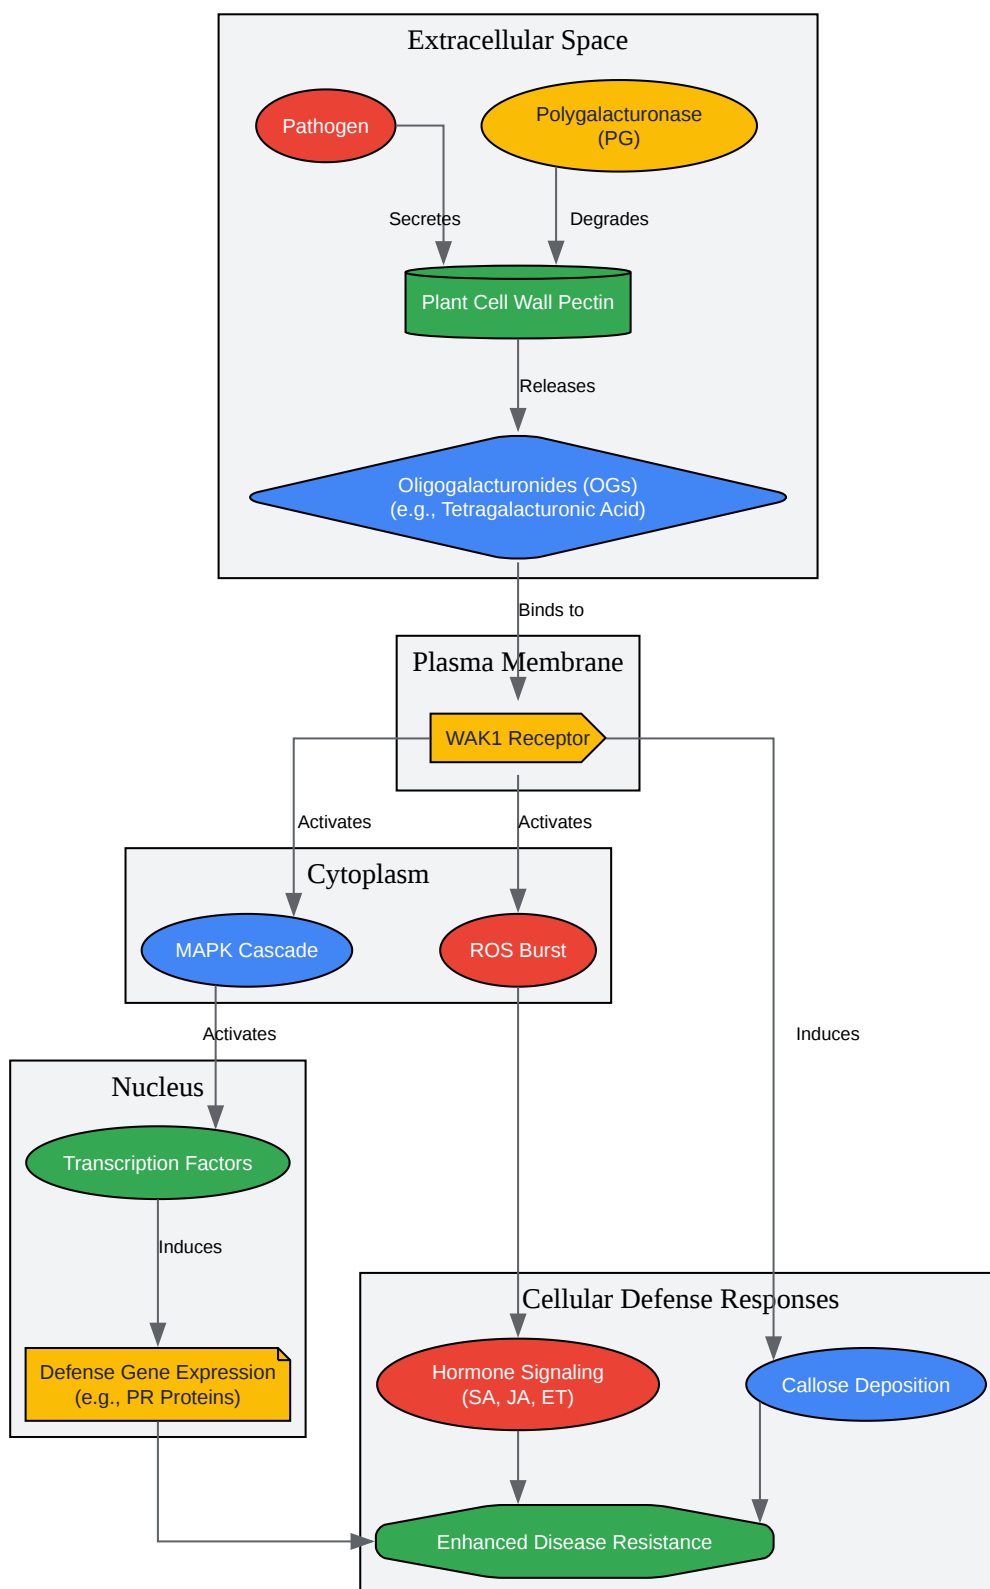 Extracellular Space
Pathogen
Polygalacturonase
(PG)
Secretes
Degrades
Plant Cell Wall Pectin
Releases
Oligogalacturonides (OGs)
(e.g., Tetragalacturonic Acid)
Binds to
Plasma Membrane
WAK1 Receptor
Activates
Activates
Cytoplasm
MAPK Cascade
ROS Burst
Activates
Induces
Nucleus
Transcription Factors
Induces
Cellular Defense Responses
Defense Gene Expression
(e.g., PR Proteins)
Hormone Signaling
(SA, JA, ET)
Callose Deposition
Enhanced Disease Resistance